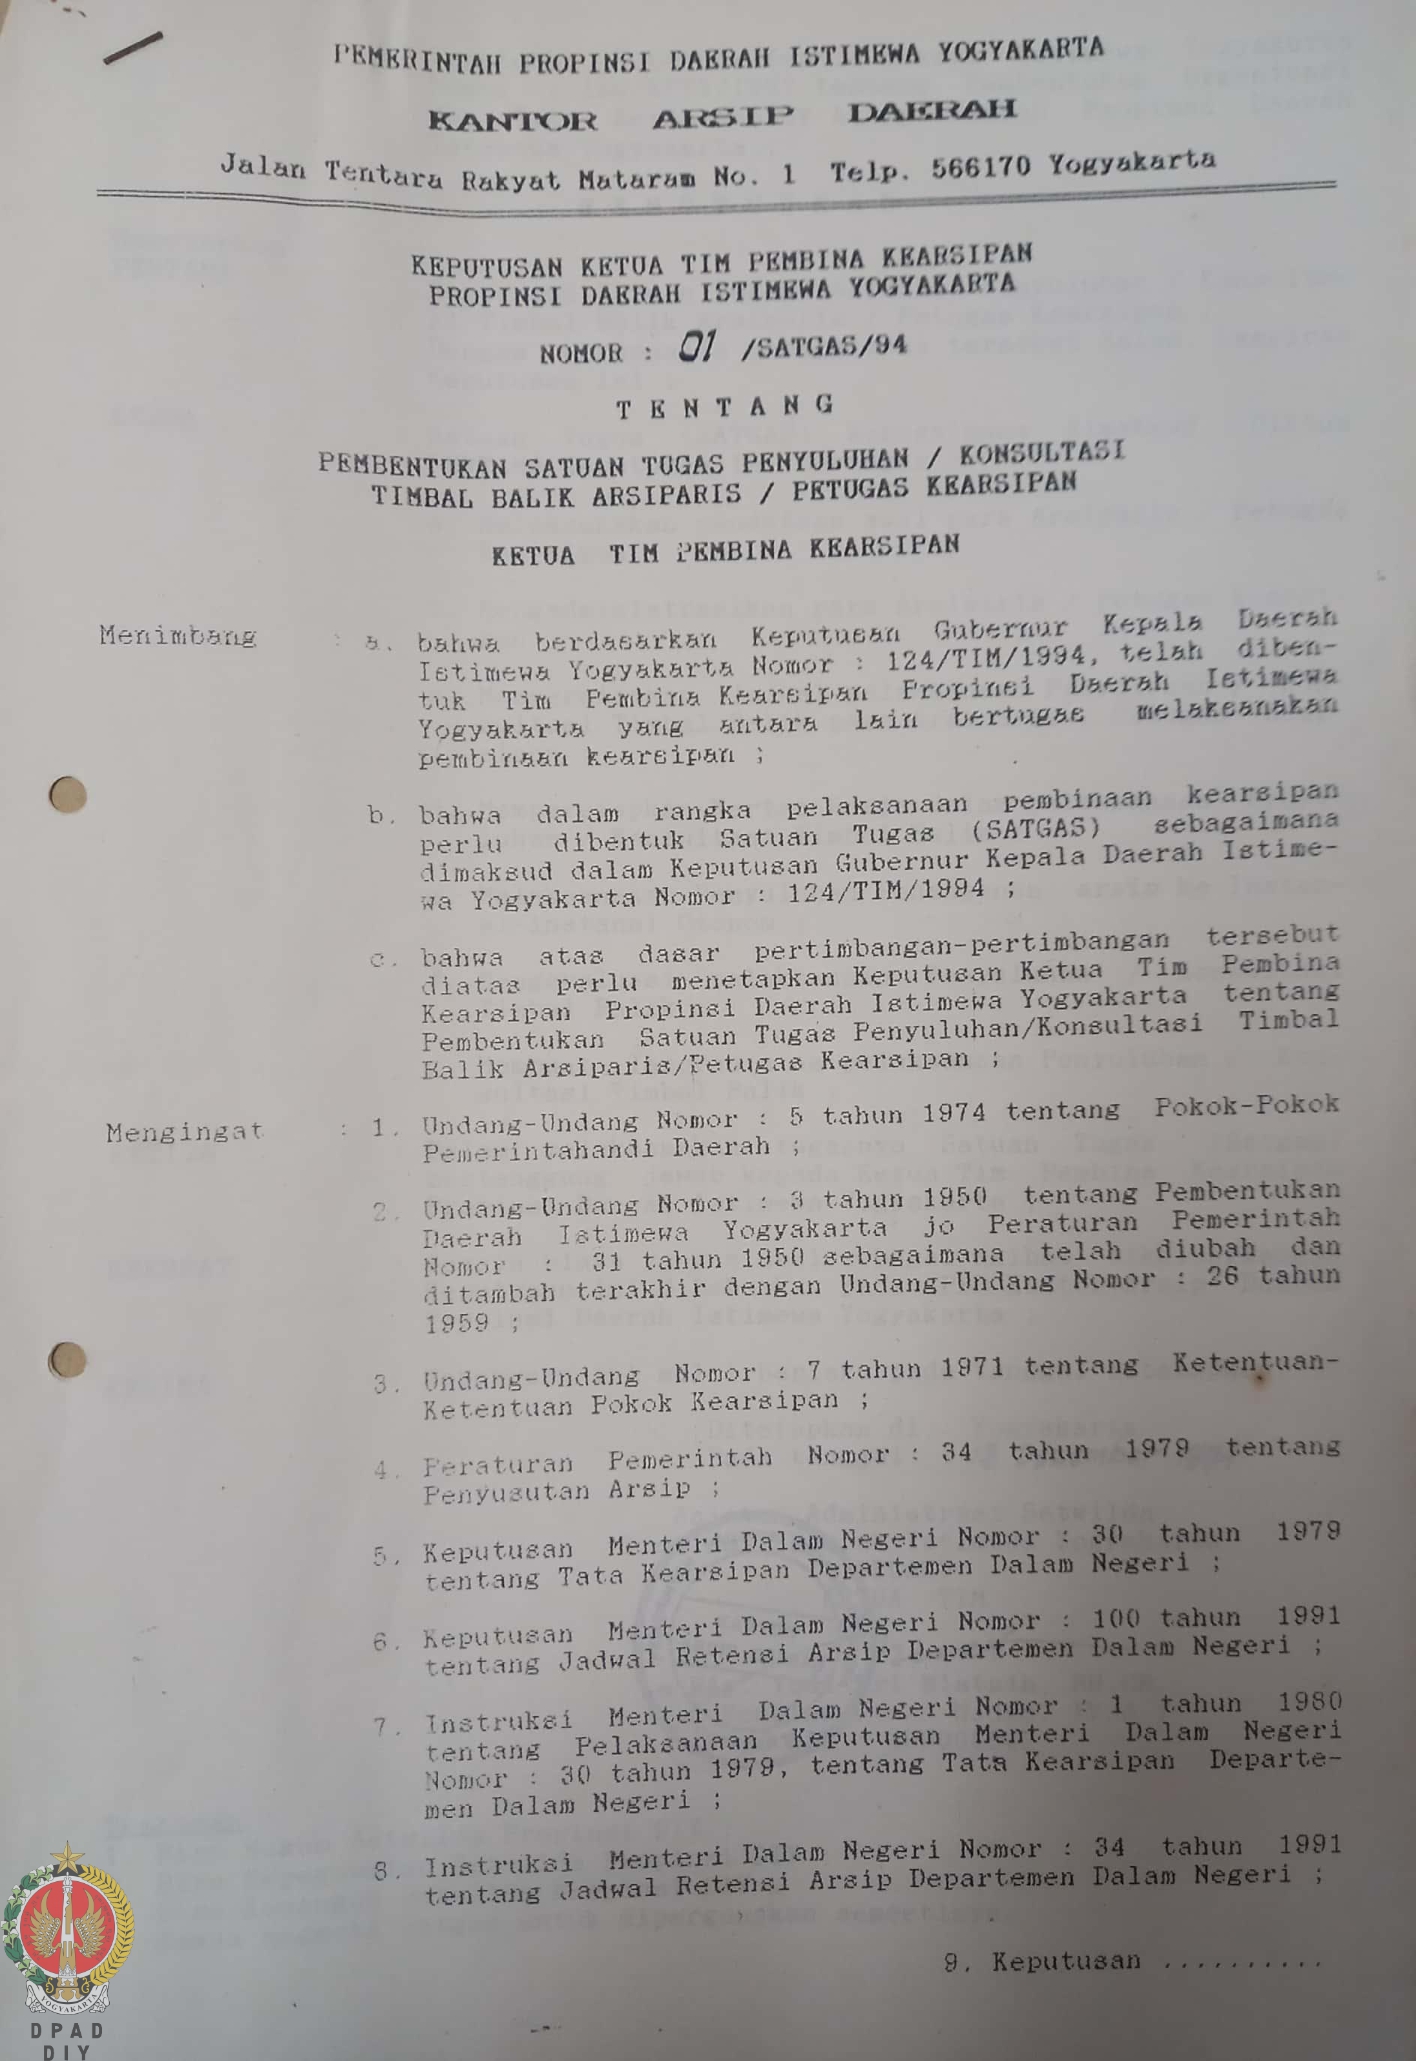 PEMERINTAH PROPINSI DAERAH ISTIMEWA YOGYAKARTA
KANTOR ARSIP DAERAH
Jalan Tentara Rakyat Mataram No. 1 Telp. 566170 Yogyakarta
KEPUTUSAN KETUA TIM PEMBINA KEARSIPAN
PROPINSI DAERAH ISTIMEWA YOGYAKARTA
NOMOR : 01 /SATGAS/94
T E N T A N G
PEMBENTUKAN SATUAN TUGAS PENYULUHAN / KONSULTASI
TIMBAL BALIK ARSIPARIS / PETUGAS KEARSIPAN
KETUA TIM PEMBINA KEARSIPAN
Menimbang : a. bahwa berdasarkan Keputusan Gubernur Kepala Daerah
Istimewa Yogyakarta Nomor : 124/TIM/1994, telah diben-
tuk Tim Pembina Kearsipan Propinsi Daerah Istimewa
Yogyakarta yang antara lain bertugas melaksanakan
pembinaan kearsipan ;
b. bahwa dalam rangka pelaksanaan pembinaan kearsipan
perlu dibentuk Satuan Tugas (SATGAS) sebagaimana
dimaksud dalam Keputusan Gubernur Kepala Daerah Istime-
wa Yogyakarta Nomor : 124/TIM/1994 ;
c. bahwa atas dasar pertimbangan-pertimbangan tersebut
diatas perlu menetapkan Keputusan Ketua Tim Pembina
Kearsipan Propinsi Daerah Istimewa Yogyakarta tentang
Pembentukan Satuan Tugas Penyuluhan/Konsultasi Timbal
Balik Arsiparis/Petugas Kearsipan ;
Mengingat : 1. Undang-Undang Nomor : 5 tahun 1974 tentang Pokok-Pokok
Pemerintahandi Daerah ;
2. Undang-Undang Nomor : 3 tahun 1950 tentang Pembentukan
Daerah Istimewa Yogyakarta jo Peraturan Pemerintah
Nomor : 31 tahun 1950 sebagaimana telah diubah dan
ditambah terakhir dengan Undang-Undang Nomor : 26 tahun
1959 ;
3. Undang-Undang Nomor : 7 tahun 1971 tentang Ketentuan-
Ketentuan Pokok Kearsipan ;
4. Peraturan Pemerintah Nomor : 34 tahun 1979 tentang
Penyusutan Arsip ;
5. Keputusan Menteri Dalam Negeri Nomor : 30 tahun 1979
tentang Tata Kearsipan Departemen Dalam Negeri ;
6. Keputusan Menteri Dalam Negeri Nomor : 100 tahun 1991
tentang Jadwal Retensi Arsip Departemen Dalam Negeri ;
7. Instruksi Menteri Dalam Negeri Nomor : 1 tahun 1980
tentang Pelaksanaan Keputusan Menteri Dalam Negeri
Nomor : 30 tahun 1979, tentang Tata Kearsipan Departe-
men Dalam Negeri ;
8. Instruksi Menteri Dalam Negeri Nomor : 34 tahun 1991
tentang Jadwal Retensi Arsip Departemen Dalam Negeri ;
9. Keputusan ..........
YOGYAKARTA
DPAD
DIY